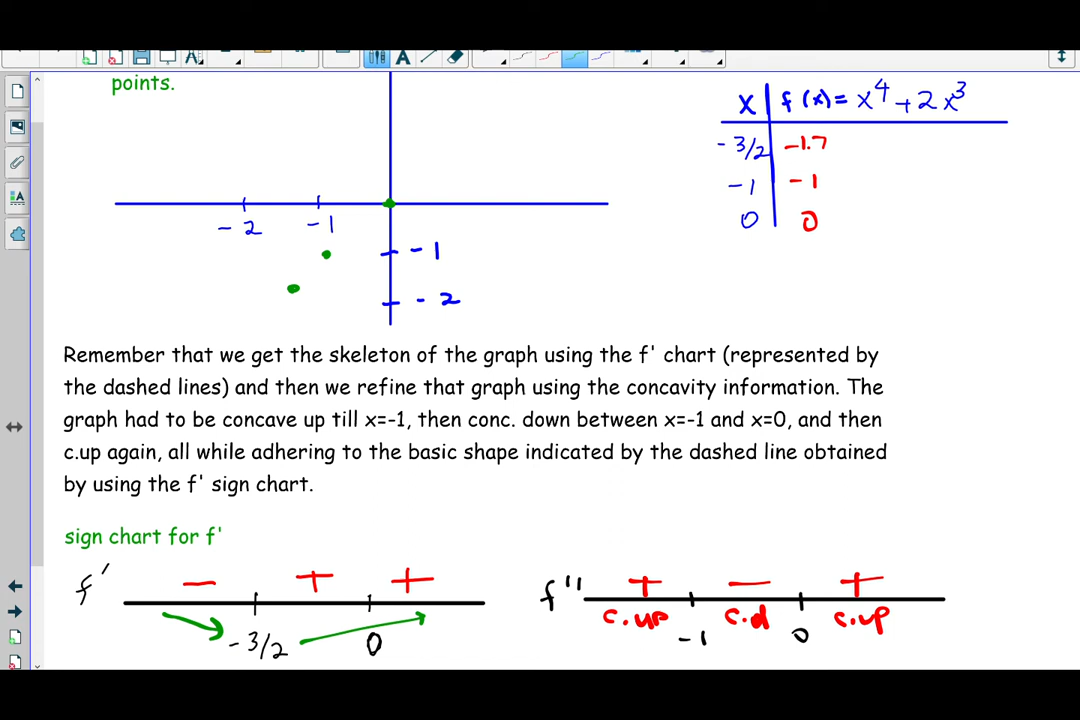 points.
x f(x) = x^4 + 2x^3
-3/2 -1.7
-1 -1
0 0
-2 -1
-1
-2
Remember that we get the skeleton of the graph using the f' chart (represented by
the dashed lines) and then we refine that graph using the concavity information. The
graph had to be concave up till x=-1, then conc. down between x=-1 and x=0, and then
c.up again, all while adhering to the basic shape indicated by the dashed line obtained
by using the f' sign chart.
sign chart for f'
f' − + +
-3/2 0
f'' + − +
c.up c.d c.up
-1 0